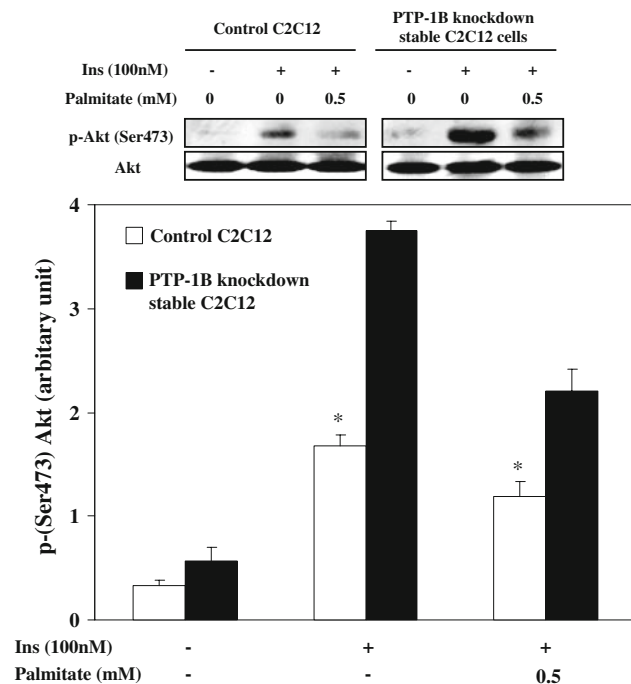 Control C2C12
PTP-1B knockdown
stable C2C12 cells
Ins (100nM) - + + - + +
Palmitate (mM) 0 0 0.5 0 0 0.5
p-Akt (Ser473)
Akt
p-(Ser473) Akt (arbitary unit)
4
3
2
1
0
Control C2C12
PTP-1B knockdown
stable C2C12
*
*
Ins (100nM) - + +
Palmitate (mM) - - 0.5